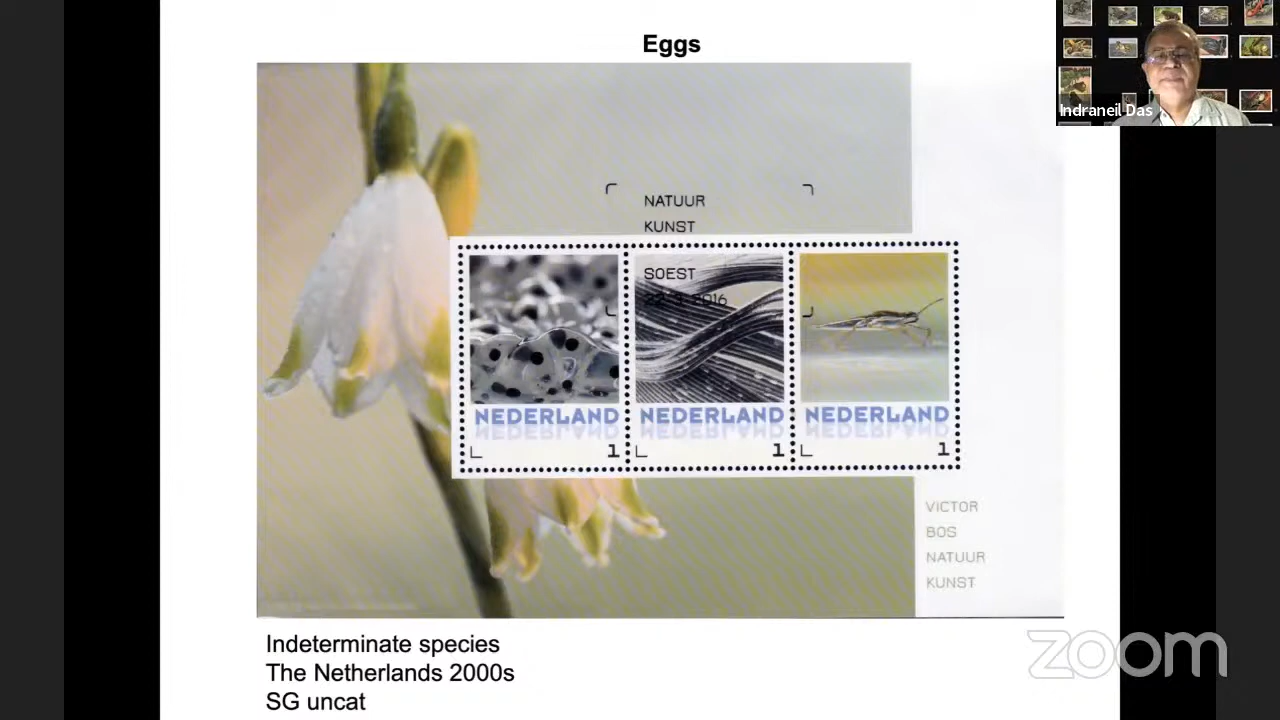 Eggs
Indraneil Das
NATUUR
KUNST
SOEST
2016
NEDERLAND
1
NEDERLAND
1
NEDERLAND
1
VICTOR
BOS
NATUUR
KUNST
Indeterminate species
The Netherlands 2000s
SG uncat
zoom